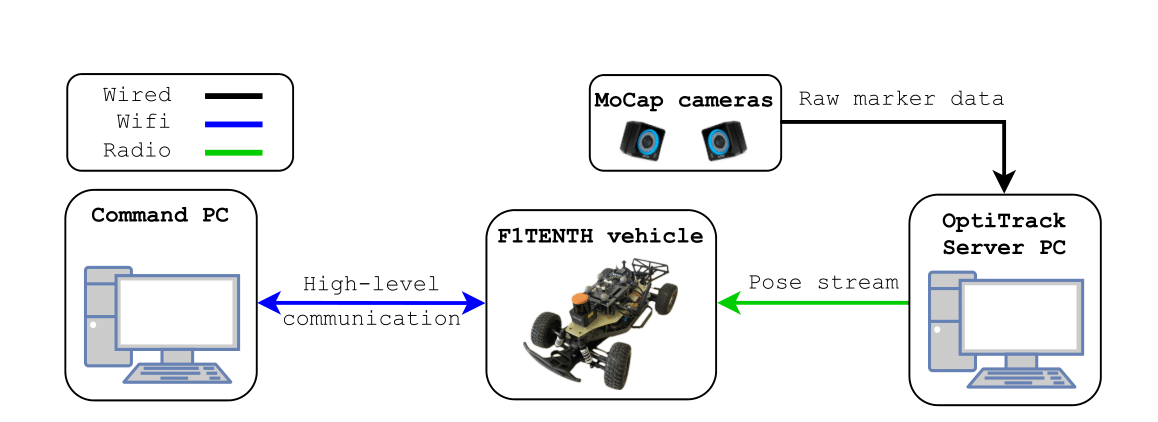 Wired
Wifi
Radio
MoCap cameras
Raw marker data
Command PC
High-level
communication
F1TENTH vehicle
Pose stream
OptiTrack
Server PC